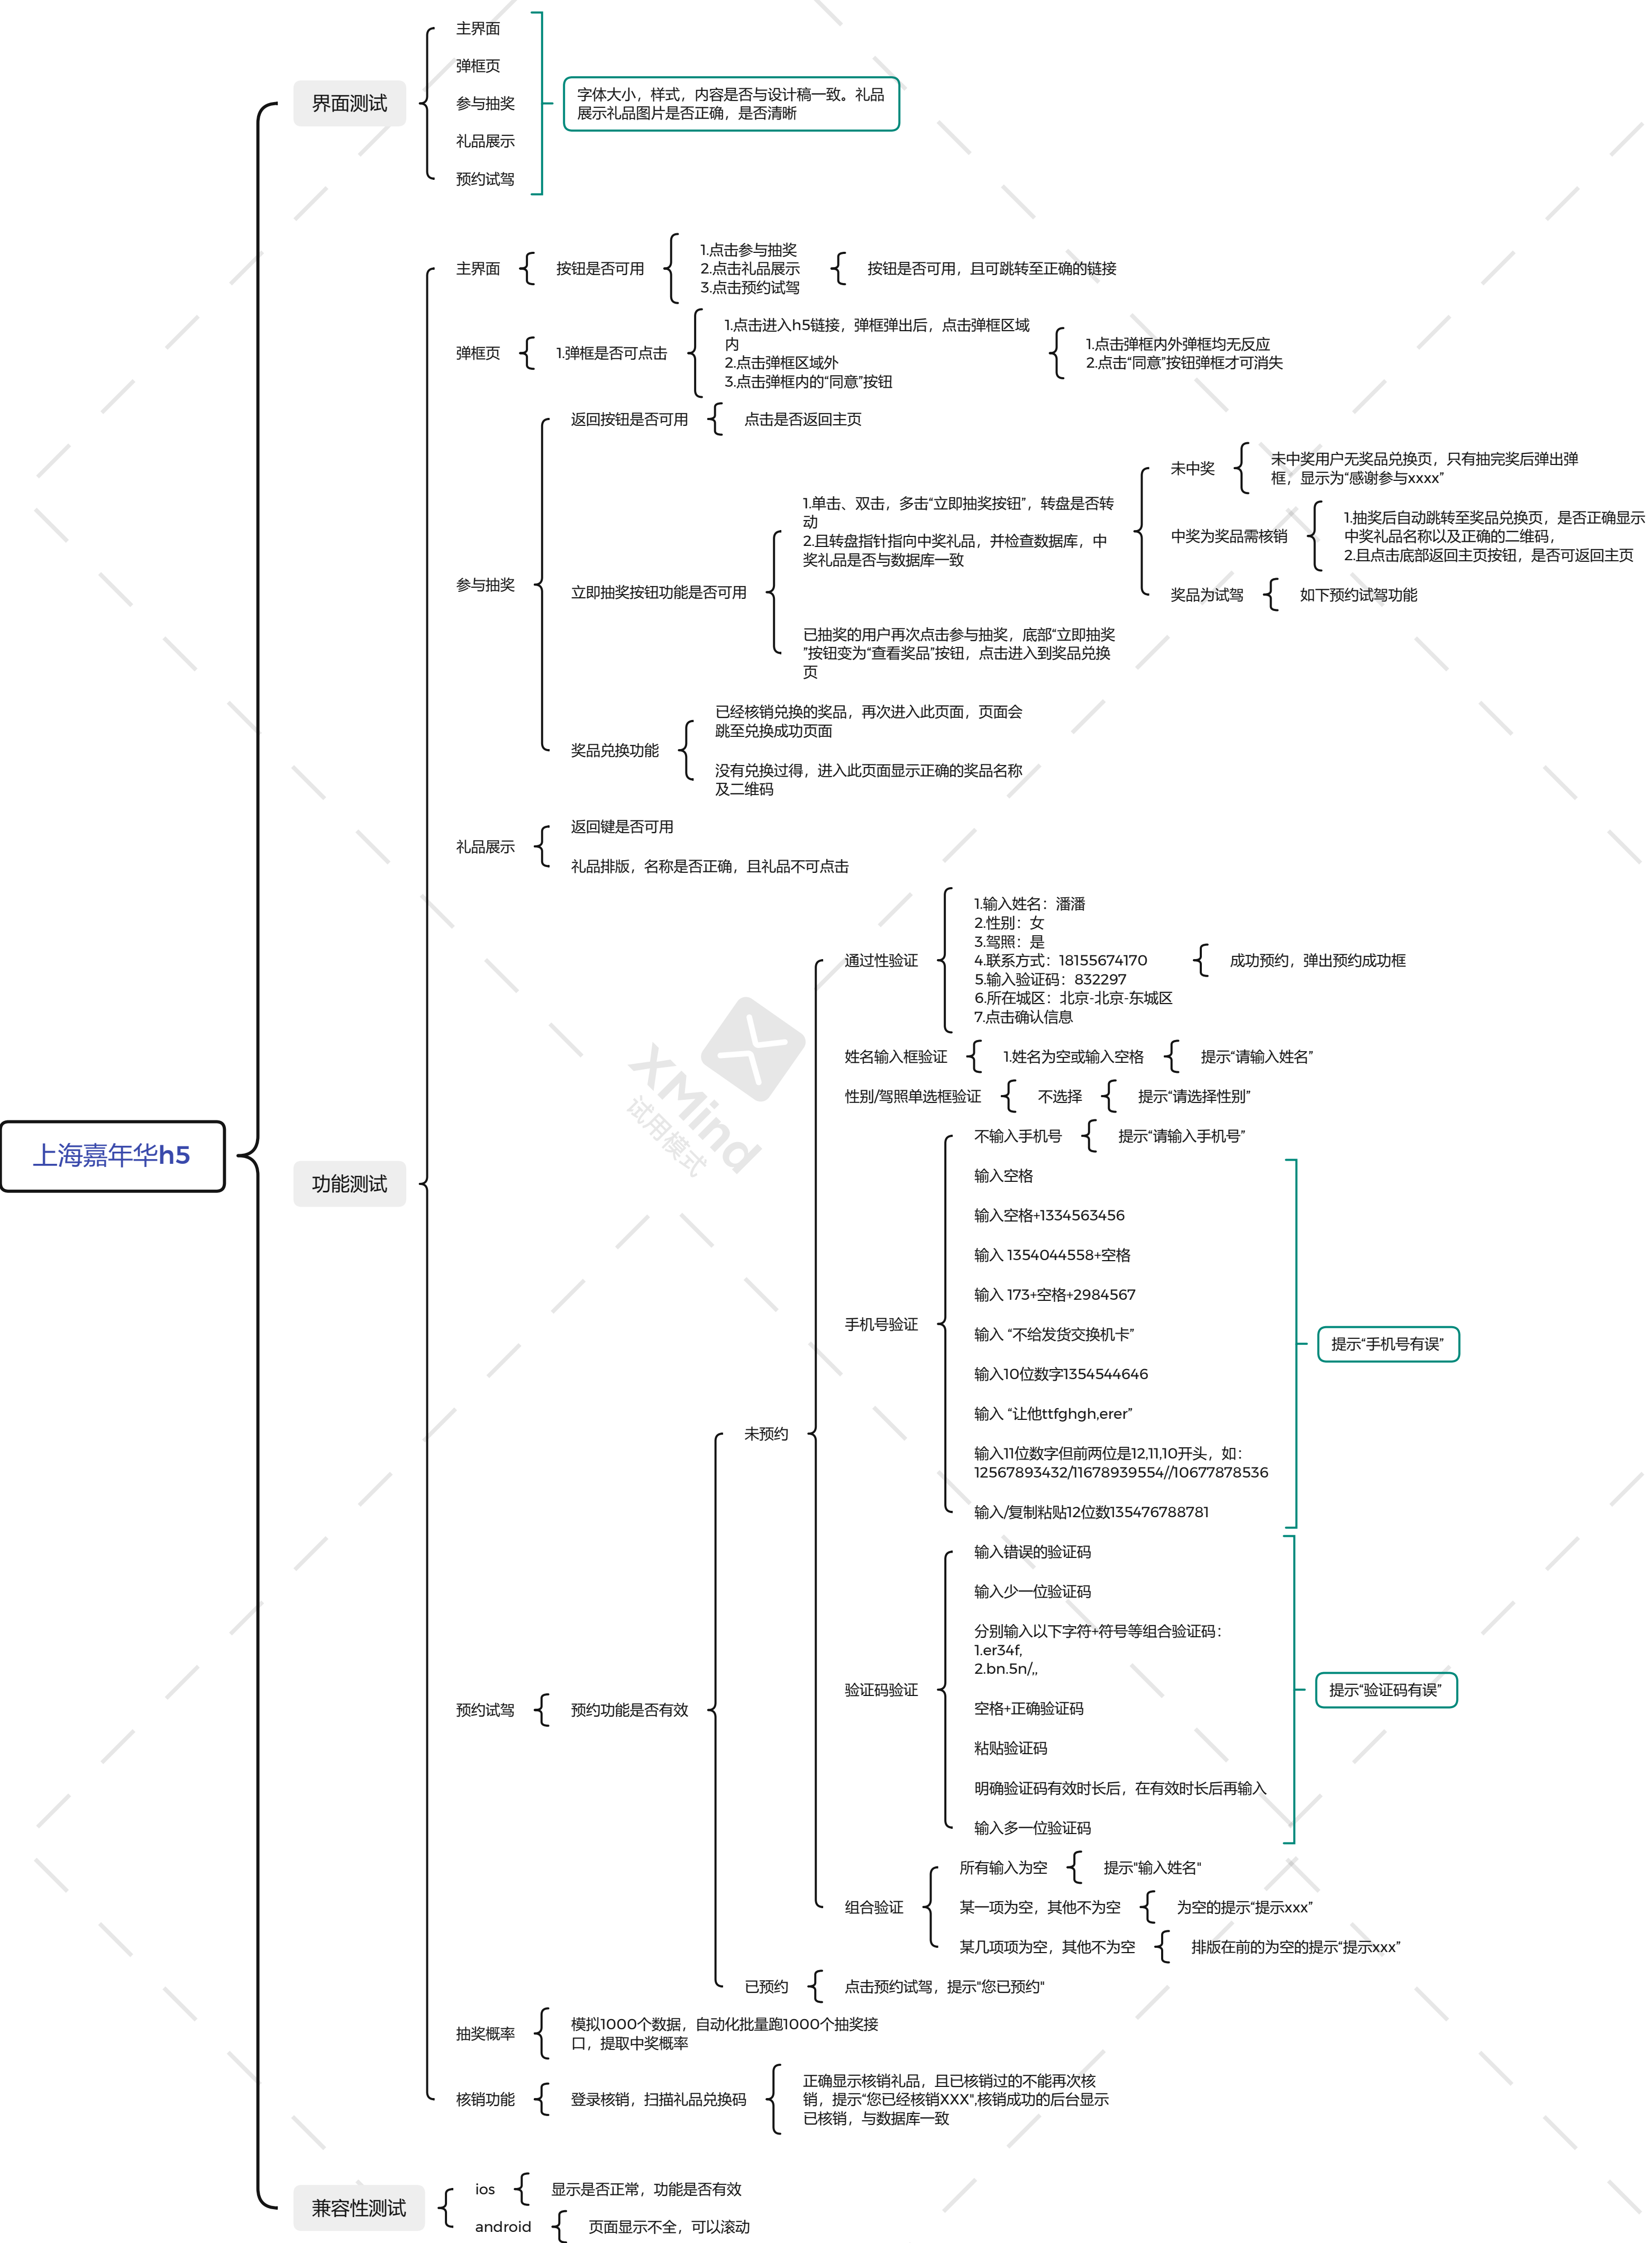 上海嘉年华h5
界面测试
主界面
弹框页
参与抽奖
礼品展示
预约试驾
字体大小，样式，内容是否与设计稿一致。礼品
展示礼品图片是否正确，是否清晰
功能测试
主界面
按钮是否可用
1.点击参与抽奖
2.点击礼品展示
3.点击预约试驾
按钮是否可用，且可跳转至正确的链接
弹框页
1.弹框是否可点击
1.点击进入h5链接，弹框弹出后，点击弹框区域
内
2.点击弹框区域外
3.点击弹框内的“同意”按钮
1.点击弹框内外弹框均无反应
2.点击“同意”按钮弹框才可消失
参与抽奖
返回按钮是否可用
点击是否返回主页
立即抽奖按钮功能是否可用
1.单击、双击，多击“立即抽奖按钮”，转盘是否转
动
2.且转盘指针指向中奖礼品，并检查数据库，中
奖礼品是否与数据库一致
未中奖
未中奖用户无奖品兑换页，只有抽完奖后弹出弹
框，显示为“感谢参与xxxx”
中奖为奖品需核销
1.抽奖后自动跳转至奖品兑换页，是否正确显示
中奖礼品名称以及正确的二维码，
2.且点击底部返回主页按钮，是否可返回主页
奖品为试驾
如下预约试驾功能
已抽奖的用户再次点击参与抽奖，底部“立即抽奖
”按钮变为“查看奖品”按钮，点击进入到奖品兑换
页
奖品兑换功能
已经核销兑换的奖品，再次进入此页面，页面会
跳至兑换成功页面
没有兑换过得，进入此页面显示正确的奖品名称
及二维码
礼品展示
返回键是否可用
礼品排版，名称是否正确，且礼品不可点击
预约试驾
预约功能是否有效
未预约
通过性验证
1.输入姓名：潘潘
2.性别：女
3.驾照：是
4.联系方式：18155674170
5.输入验证码：832297
6.所在城区：北京-北京-东城区
7.点击确认信息
成功预约，弹出预约成功框
姓名输入框验证
1.姓名为空或输入空格
提示“请输入姓名”
性别/驾照单选框验证
不选择
提示“请选择性别”
手机号验证
不输入手机号
提示“请输入手机号”
输入空格
输入空格+1334563456
输入 1354044558+空格
输入 173+空格+2984567
输入 “不给发货交换机卡”
输入10位数字1354544646
输入 “让他ttfghgh,erer”
输入11位数字但前两位是12,11,10开头，如：
12567893432/11678939554//10677878536
输入/复制粘贴12位数135476788781
提示“手机号有误”
验证码验证
输入错误的验证码
输入少一位验证码
分别输入以下字符+符号等组合验证码：
1.er34f,
2.bn.5n/,,
空格+正确验证码
粘贴验证码
明确验证码有效时长后，在有效时长后再输入
输入多一位验证码
提示“验证码有误”
组合验证
所有输入为空
提示"输入姓名"
某一项为空，其他不为空
为空的提示“提示xxx”
某几项项为空，其他不为空
排版在前的为空的提示“提示xxx”
已预约
点击预约试驾，提示"您已预约"
抽奖概率
模拟1000个数据，自动化批量跑1000个抽奖接
口，提取中奖概率
核销功能
登录核销，扫描礼品兑换码
正确显示核销礼品，且已核销过的不能再次核
销，提示“您已经核销XXX",核销成功的后台显示
已核销，与数据库一致
兼容性测试
ios
显示是否正常，功能是否有效
android
页面显示不全，可以滚动
XMind
试用模式